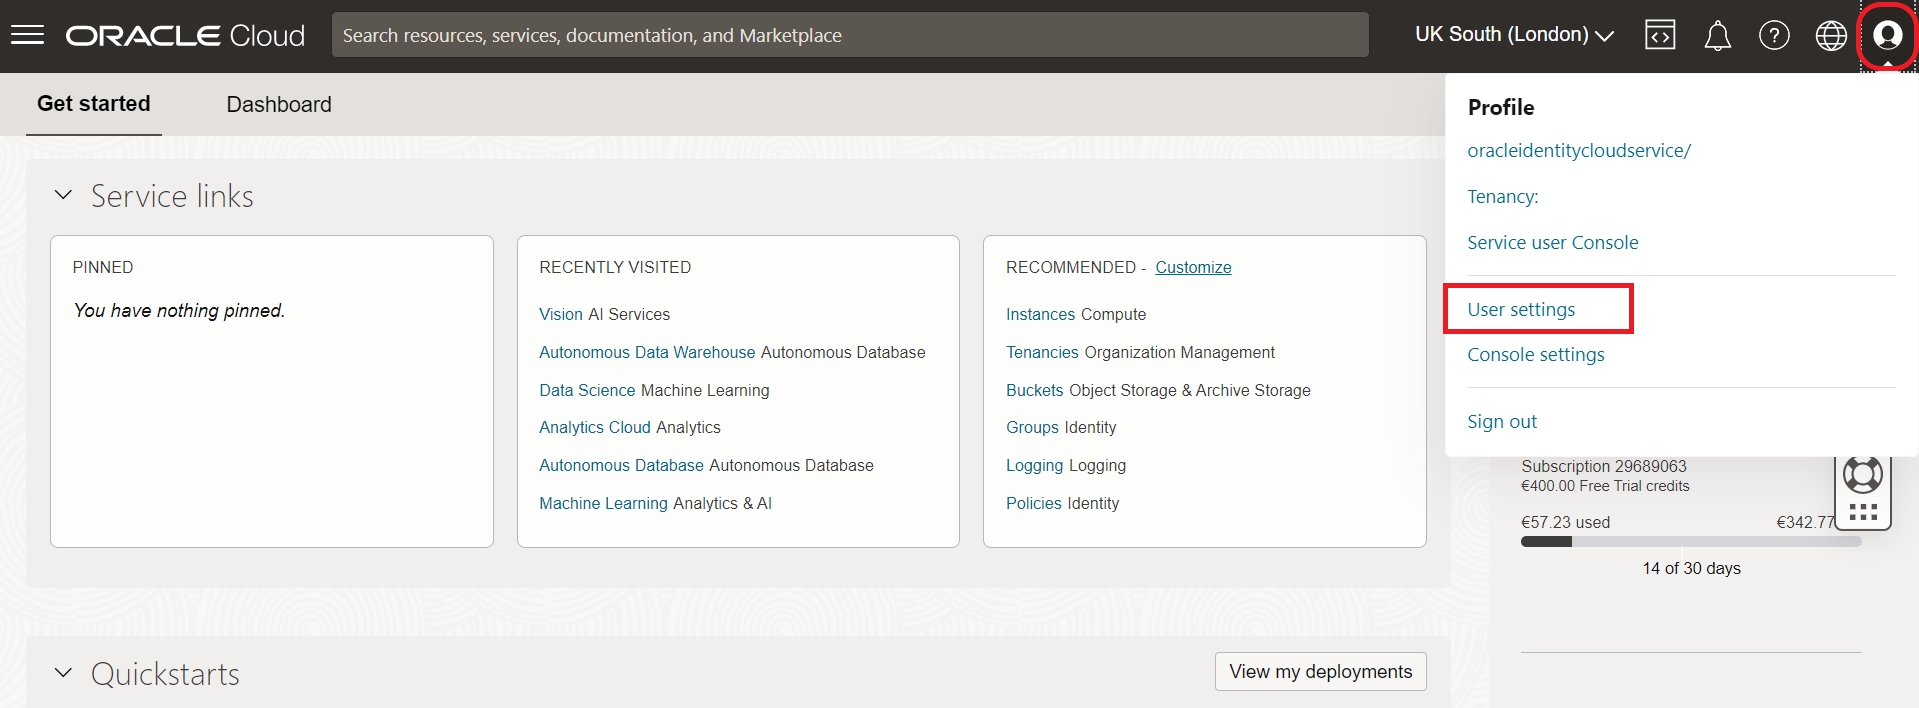 ORACLE Cloud
Search resources, services, documentation, and Marketplace
UK South (London)
Get started
Dashboard
Profile
oracleidentitycloudservice/
Tenancy:
Service user Console
User settings
Console settings
Sign out
Service links
PINNED
You have nothing pinned.
RECENTLY VISITED
Vision AI Services
Autonomous Data Warehouse Autonomous Database
Data Science Machine Learning
Analytics Cloud Analytics
Autonomous Database Autonomous Database
Machine Learning Analytics & AI
RECOMMENDED - Customize
Instances Compute
Tenancies Organization Management
Buckets Object Storage & Archive Storage
Groups Identity
Logging Logging
Policies Identity
Subscription 29689063
€400.00 Free Trial credits
€57.23 used
€342.77
14 of 30 days
Quickstarts
View my deployments